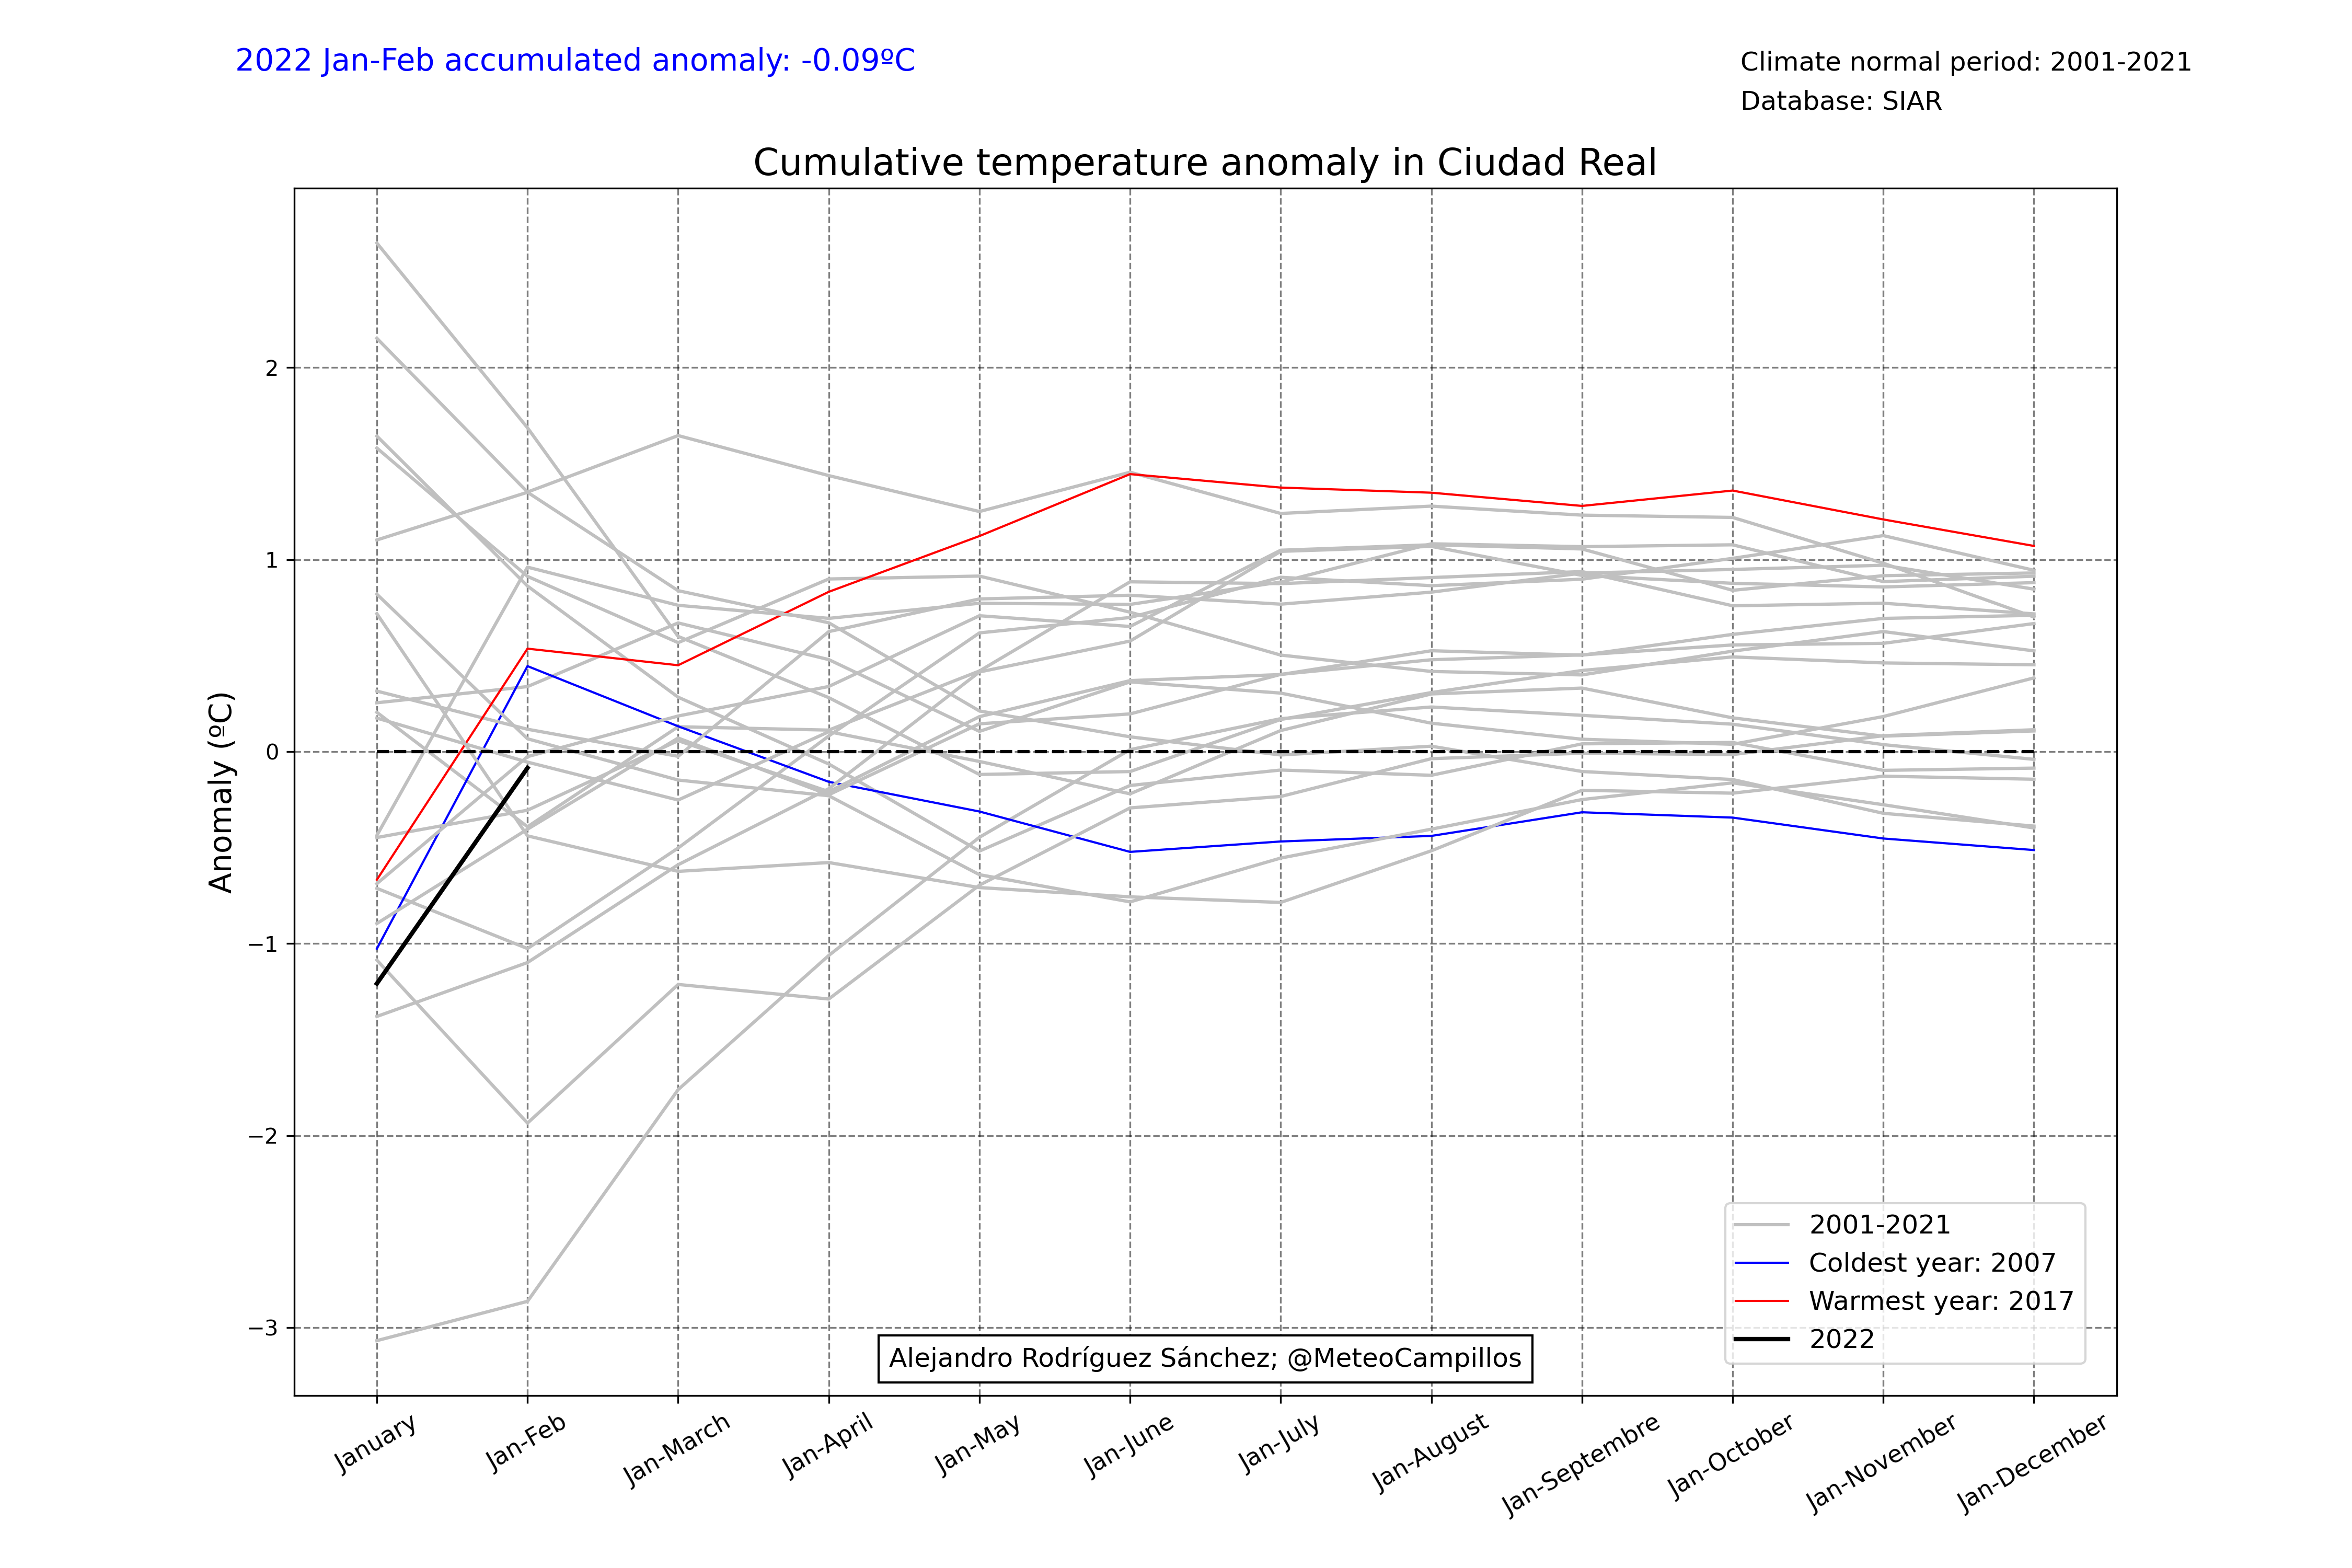 2022 Jan-Feb accumulated anomaly: -0.09ºC
Climate normal period: 2001-2021
Database: SIAR
Cumulative temperature anomaly in Ciudad Real
Anomaly (ºC)
2
1
0
−1
−2
−3
2001-2021
Coldest year: 2007
Warmest year: 2017
2022
Alejandro Rodríguez Sánchez; @MeteoCampillos
January
Jan-Feb
Jan-March
Jan-April
Jan-May
Jan-June
Jan-July
Jan-August
Jan-Septembre
Jan-October
Jan-November
Jan-December